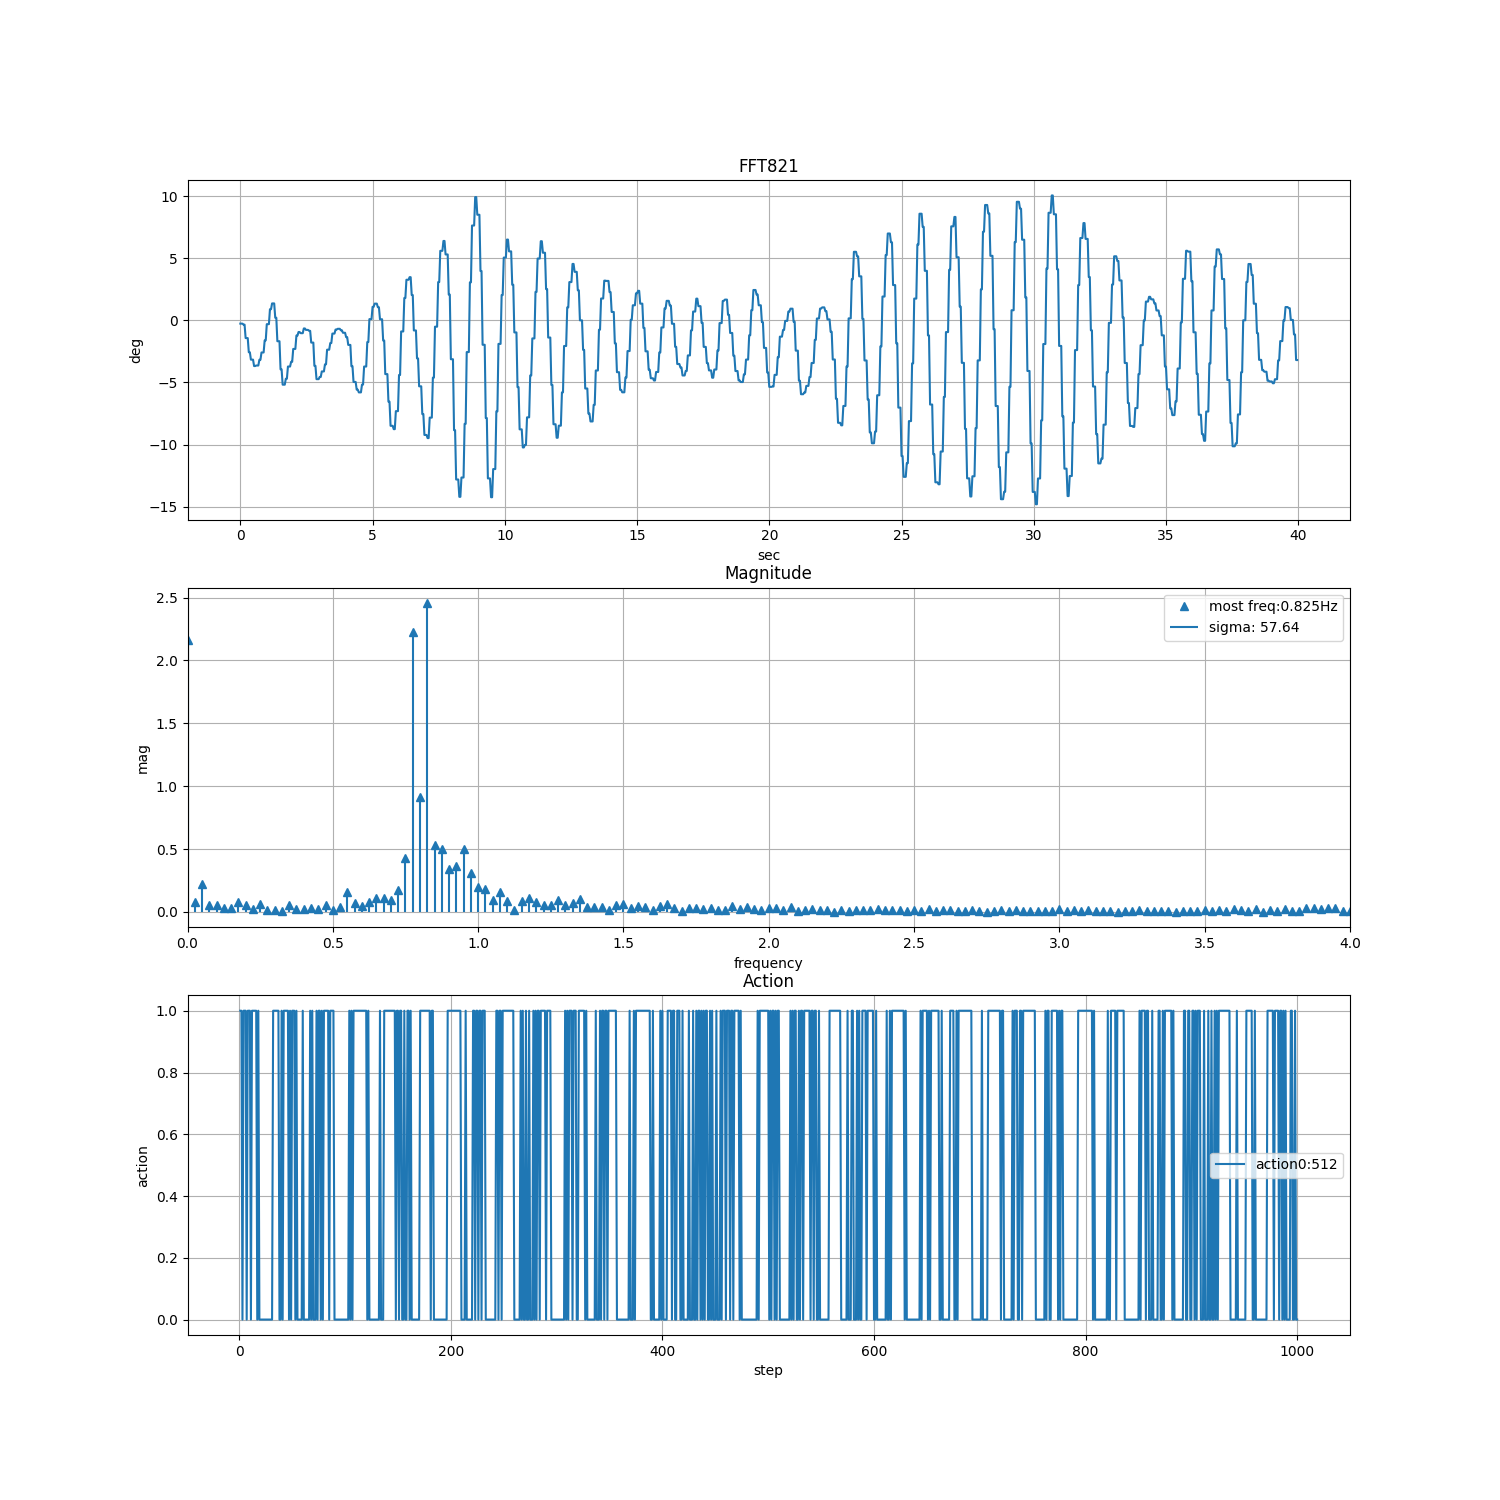 FFT821
10
5
0
−5
−10
−15
deg
0 5 10 15 20 25 30 35 40
sec
Magnitude
2.5
2.0
1.5
1.0
0.5
0.0
mag
most freq:0.825Hz
sigma: 57.64
0.0 0.5 1.0 1.5 2.0 2.5 3.0 3.5 4.0
frequency
Action
1.0
0.8
0.6
0.4
0.2
0.0
action
action0:512
0 200 400 600 800 1000
step